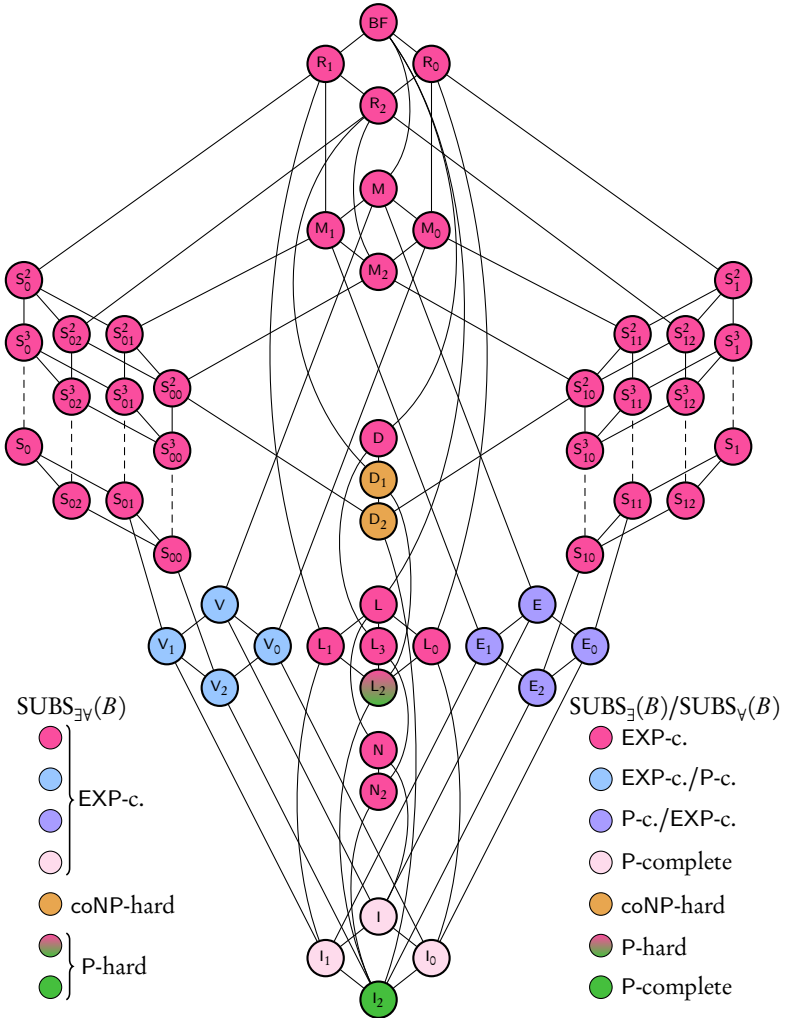 BF
R₁ R₀
R₂
M
M₁ M₀
M₂
S₀² S₁²
S₀₂² S₀₁² S₁₁² S₁₂²
S₀³ S₁³
S₀₀² S₁₀²
S₀₂³ S₀₁³ S₁₁³ S₁₂³
D
S₀ S₀₀³ S₁₀³ S₁
D₁
S₀₂ S₀₁ S₁₁ S₁₂
D₂
S₀₀ S₁₀
V L E
V₁ V₀ L₁ L₃ L₀ E₁ E₀
V₂ L₂ E₂
SUBS∃∀(B) SUBS∃(B)/SUBS∀(B)
EXP-c.
N
EXP-c./P-c.
EXP-c.
N₂
P-c./EXP-c.
P-complete
coNP-hard coNP-hard
I
P-hard P-hard
I₁ I₀
P-complete
I₂